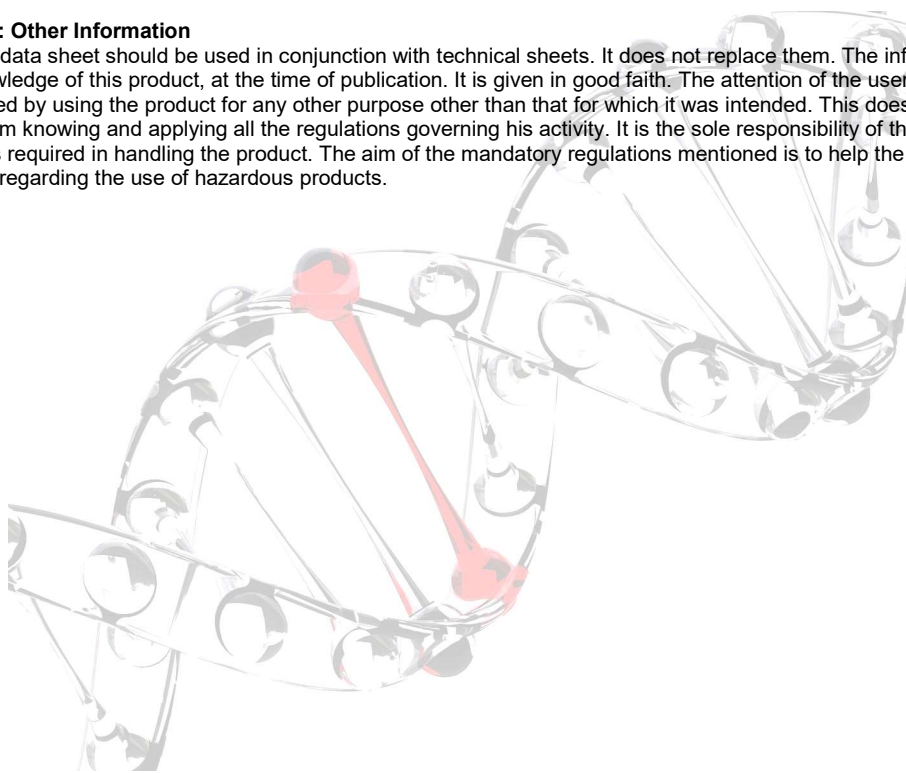 : Other Information
data sheet should be used in conjunction with technical sheets. It does not replace them. The inf
wledge of this product, at the time of publication. It is given in good faith. The attention of the user
ed by using the product for any other purpose other than that for which it was intended. This does
m knowing and applying all the regulations governing his activity. It is the sole responsibility of th
s required in handling the product. The aim of the mandatory regulations mentioned is to help the
regarding the use of hazardous products.